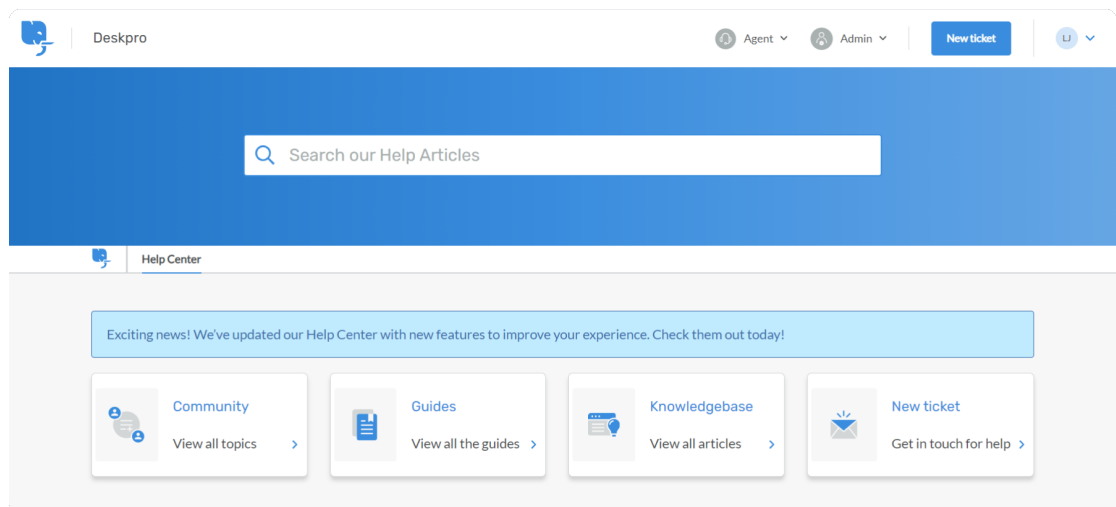 Deskpro
Agent
Admin
New ticket
LJ
Search our Help Articles
Help Center
Exciting news! We've updated our Help Center with new features to improve your experience. Check them out today!
Community
View all topics
Guides
View all the guides
Knowledgebase
View all articles
New ticket
Get in touch for help